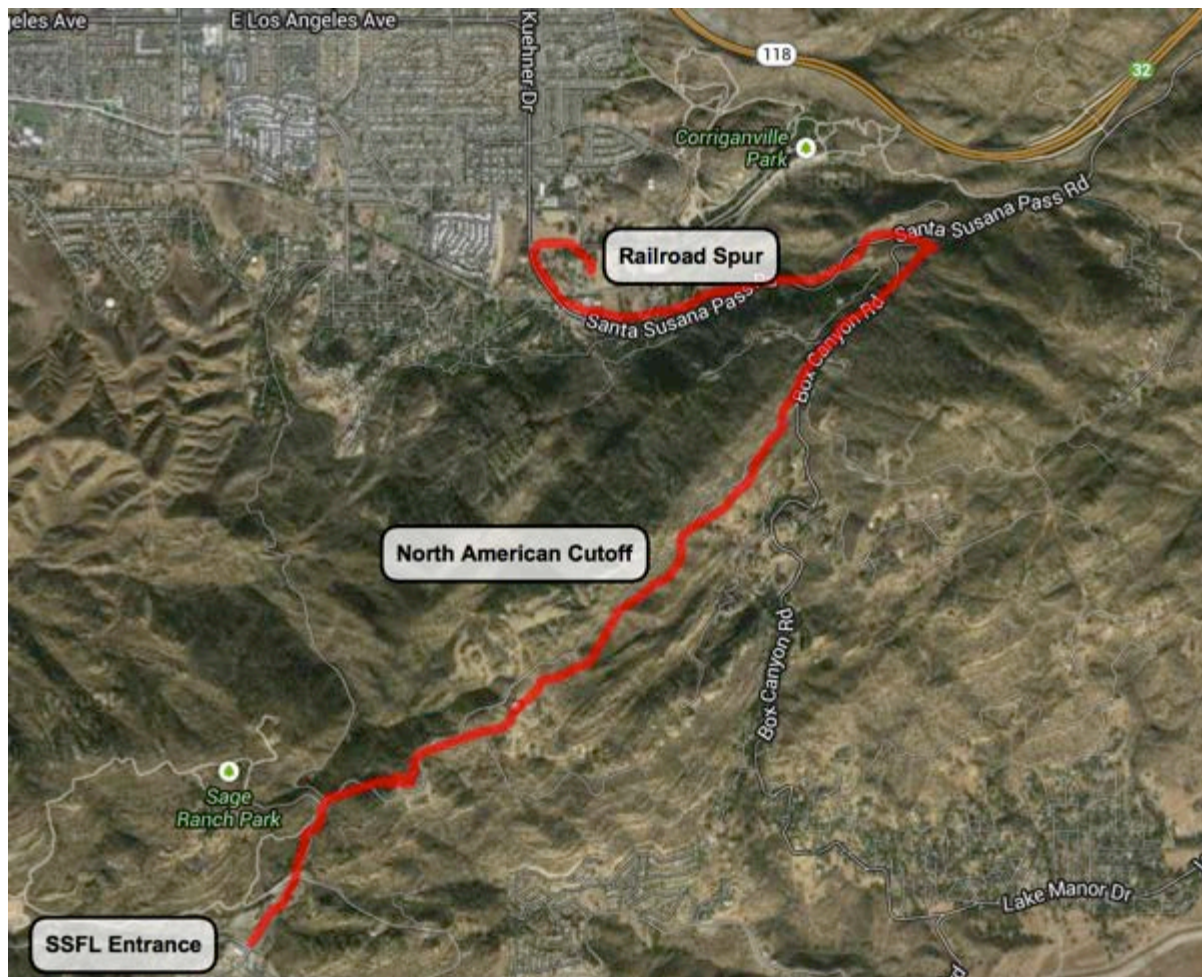 geles Ave
E Los Angeles Ave
Kuehner Dr
118
32
Corriganville
Park
Santa Susana Pass Rd
Railroad Spur
Santa Susana Pass
Box Canyon Rd
North American Cutoff
Box Canyon Rd
Sage
Ranch Park
Lake Manor Dr
SSFL Entrance